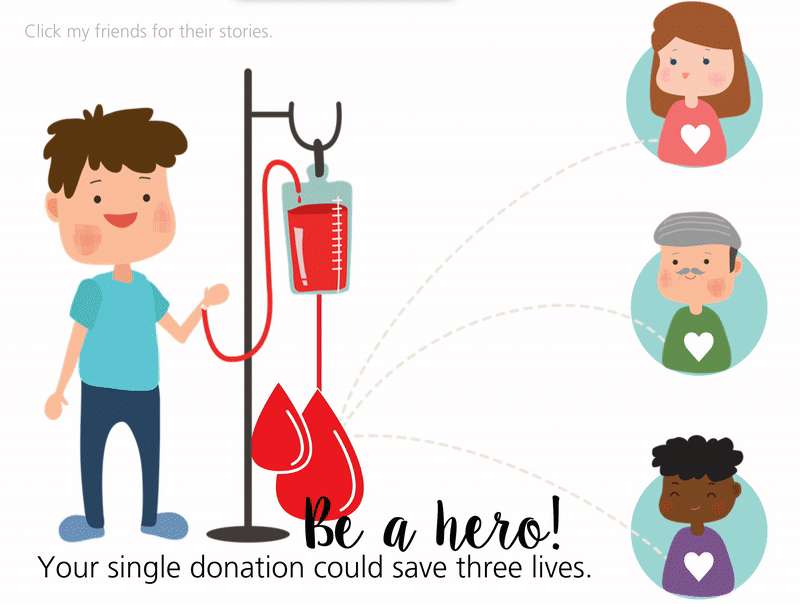 Click my friends for their stories.
Be a hero!
Your single donation could save three lives.